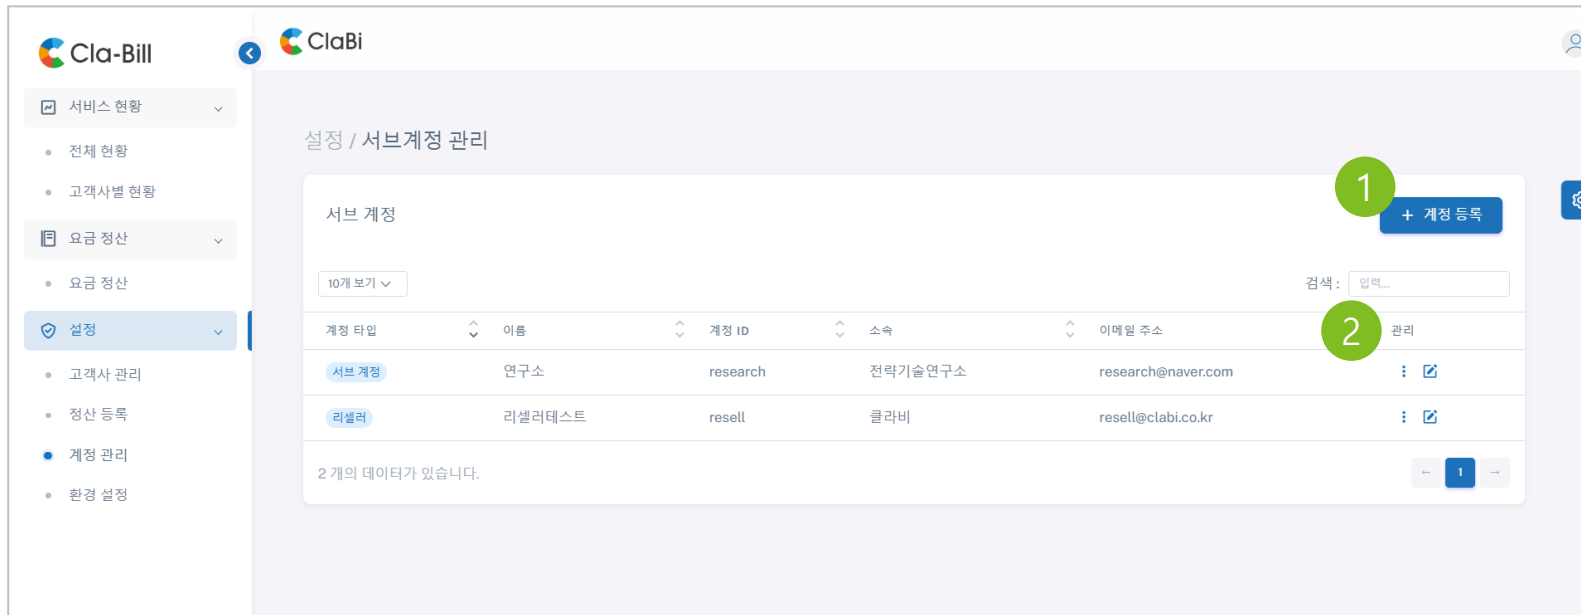 Cla-Bill
ClaBi
서비스 현황
전체 현황
고객사별 현황
요금 정산
요금 정산
설정
고객사 관리
정산 등록
계정 관리
환경 설정
설정 / 서브계정 관리
서브 계정
1
+ 계정 등록
10개 보기
검색 : 입력...
계정 타입 이름 계정 ID 소속 이메일 주소 2 관리
서브 계정 연구소 research 전략기술연구소 research@naver.com
리셀러 리셀러테스트 resell 클라비 resell@clabi.co.kr
2 개의 데이터가 있습니다.
← 1 →